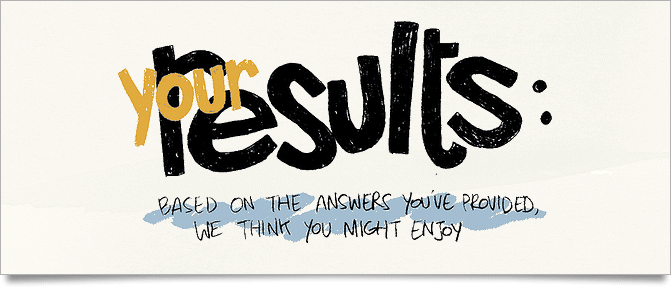 your
results:
BASED ON THE ANSWERS YOU'VE PROVIDED,
WE THINK YOU MIGHT ENJOY